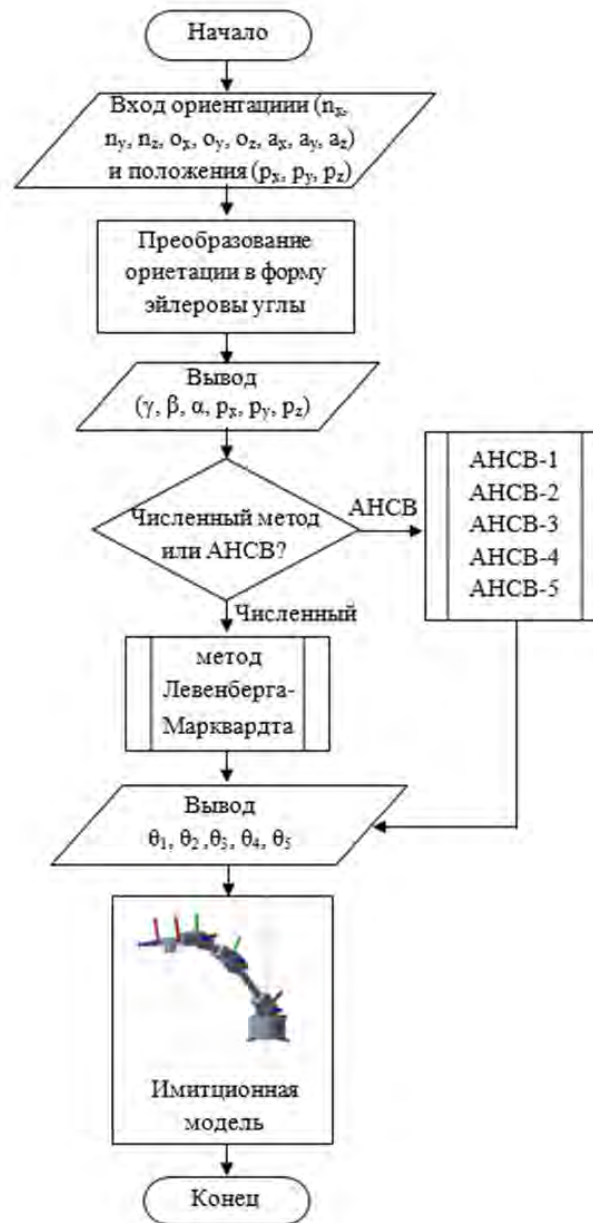 Начало
Вход ориентациии (nx,
ny, nz, ox, oy, oz, ax, ay, az)
и положения (px, py, pz)
Преобразование
ориетации в форму
эйлеровы углы
Вывод
(γ, β, α, px, py, pz)
Численный метод
или АНСВ?
АНСВ
АНСВ-1
АНСВ-2
АНСВ-3
АНСВ-4
АНСВ-5
Численный
метод
Левенберга-
Марквардта
Вывод
θ1, θ2 ,θ3, θ4, θ5
Имитционная
модель
Конец